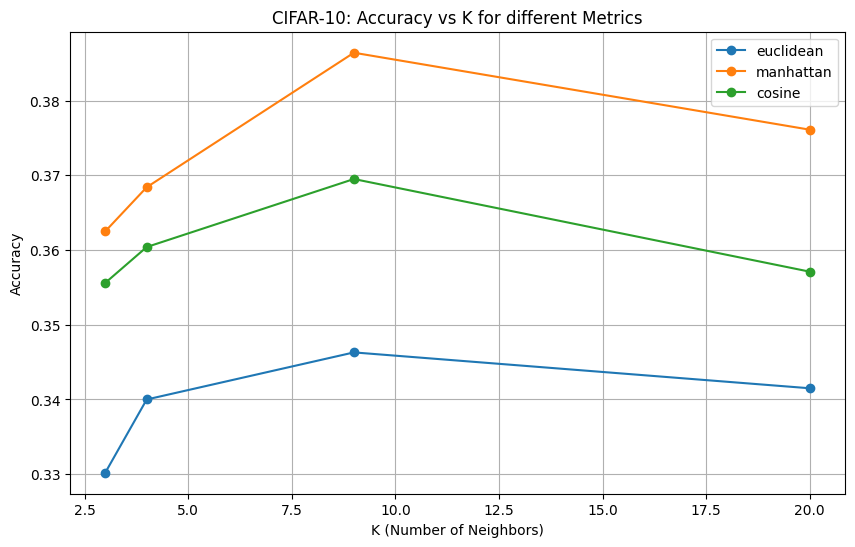 CIFAR-10: Accuracy vs K for different Metrics
euclidean
manhattan
cosine
Accuracy
0.38
0.37
0.36
0.35
0.34
0.33
2.5 5.0 7.5 10.0 12.5 15.0 17.5 20.0
K (Number of Neighbors)